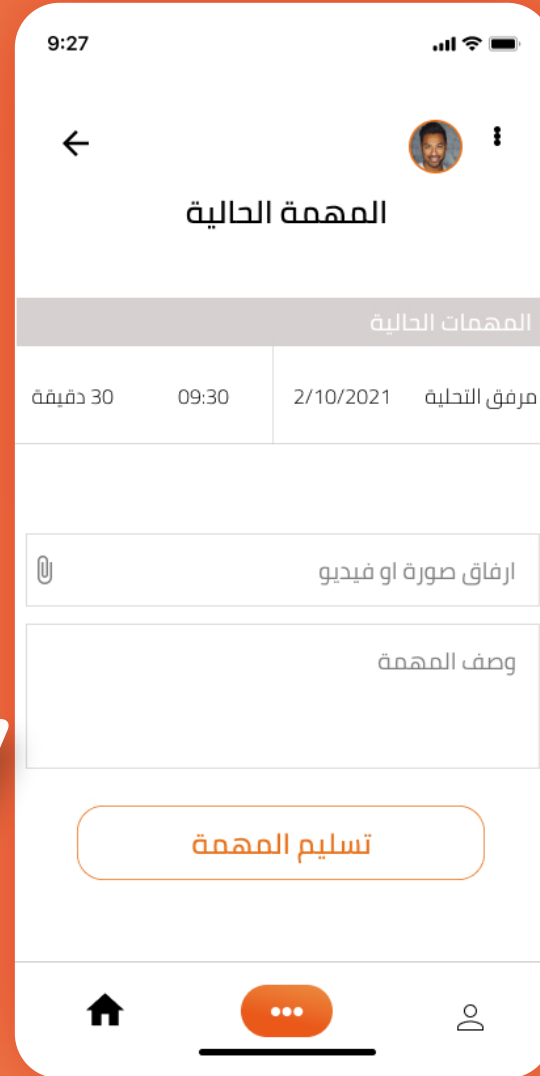 9:27
المهمة الحالية
المهمات الحالية
مرفق التحلية 2/10/2021 09:30 30 دقيقة
ارفاق صورة او فيديو
وصف المهمة
تسليم المهمة